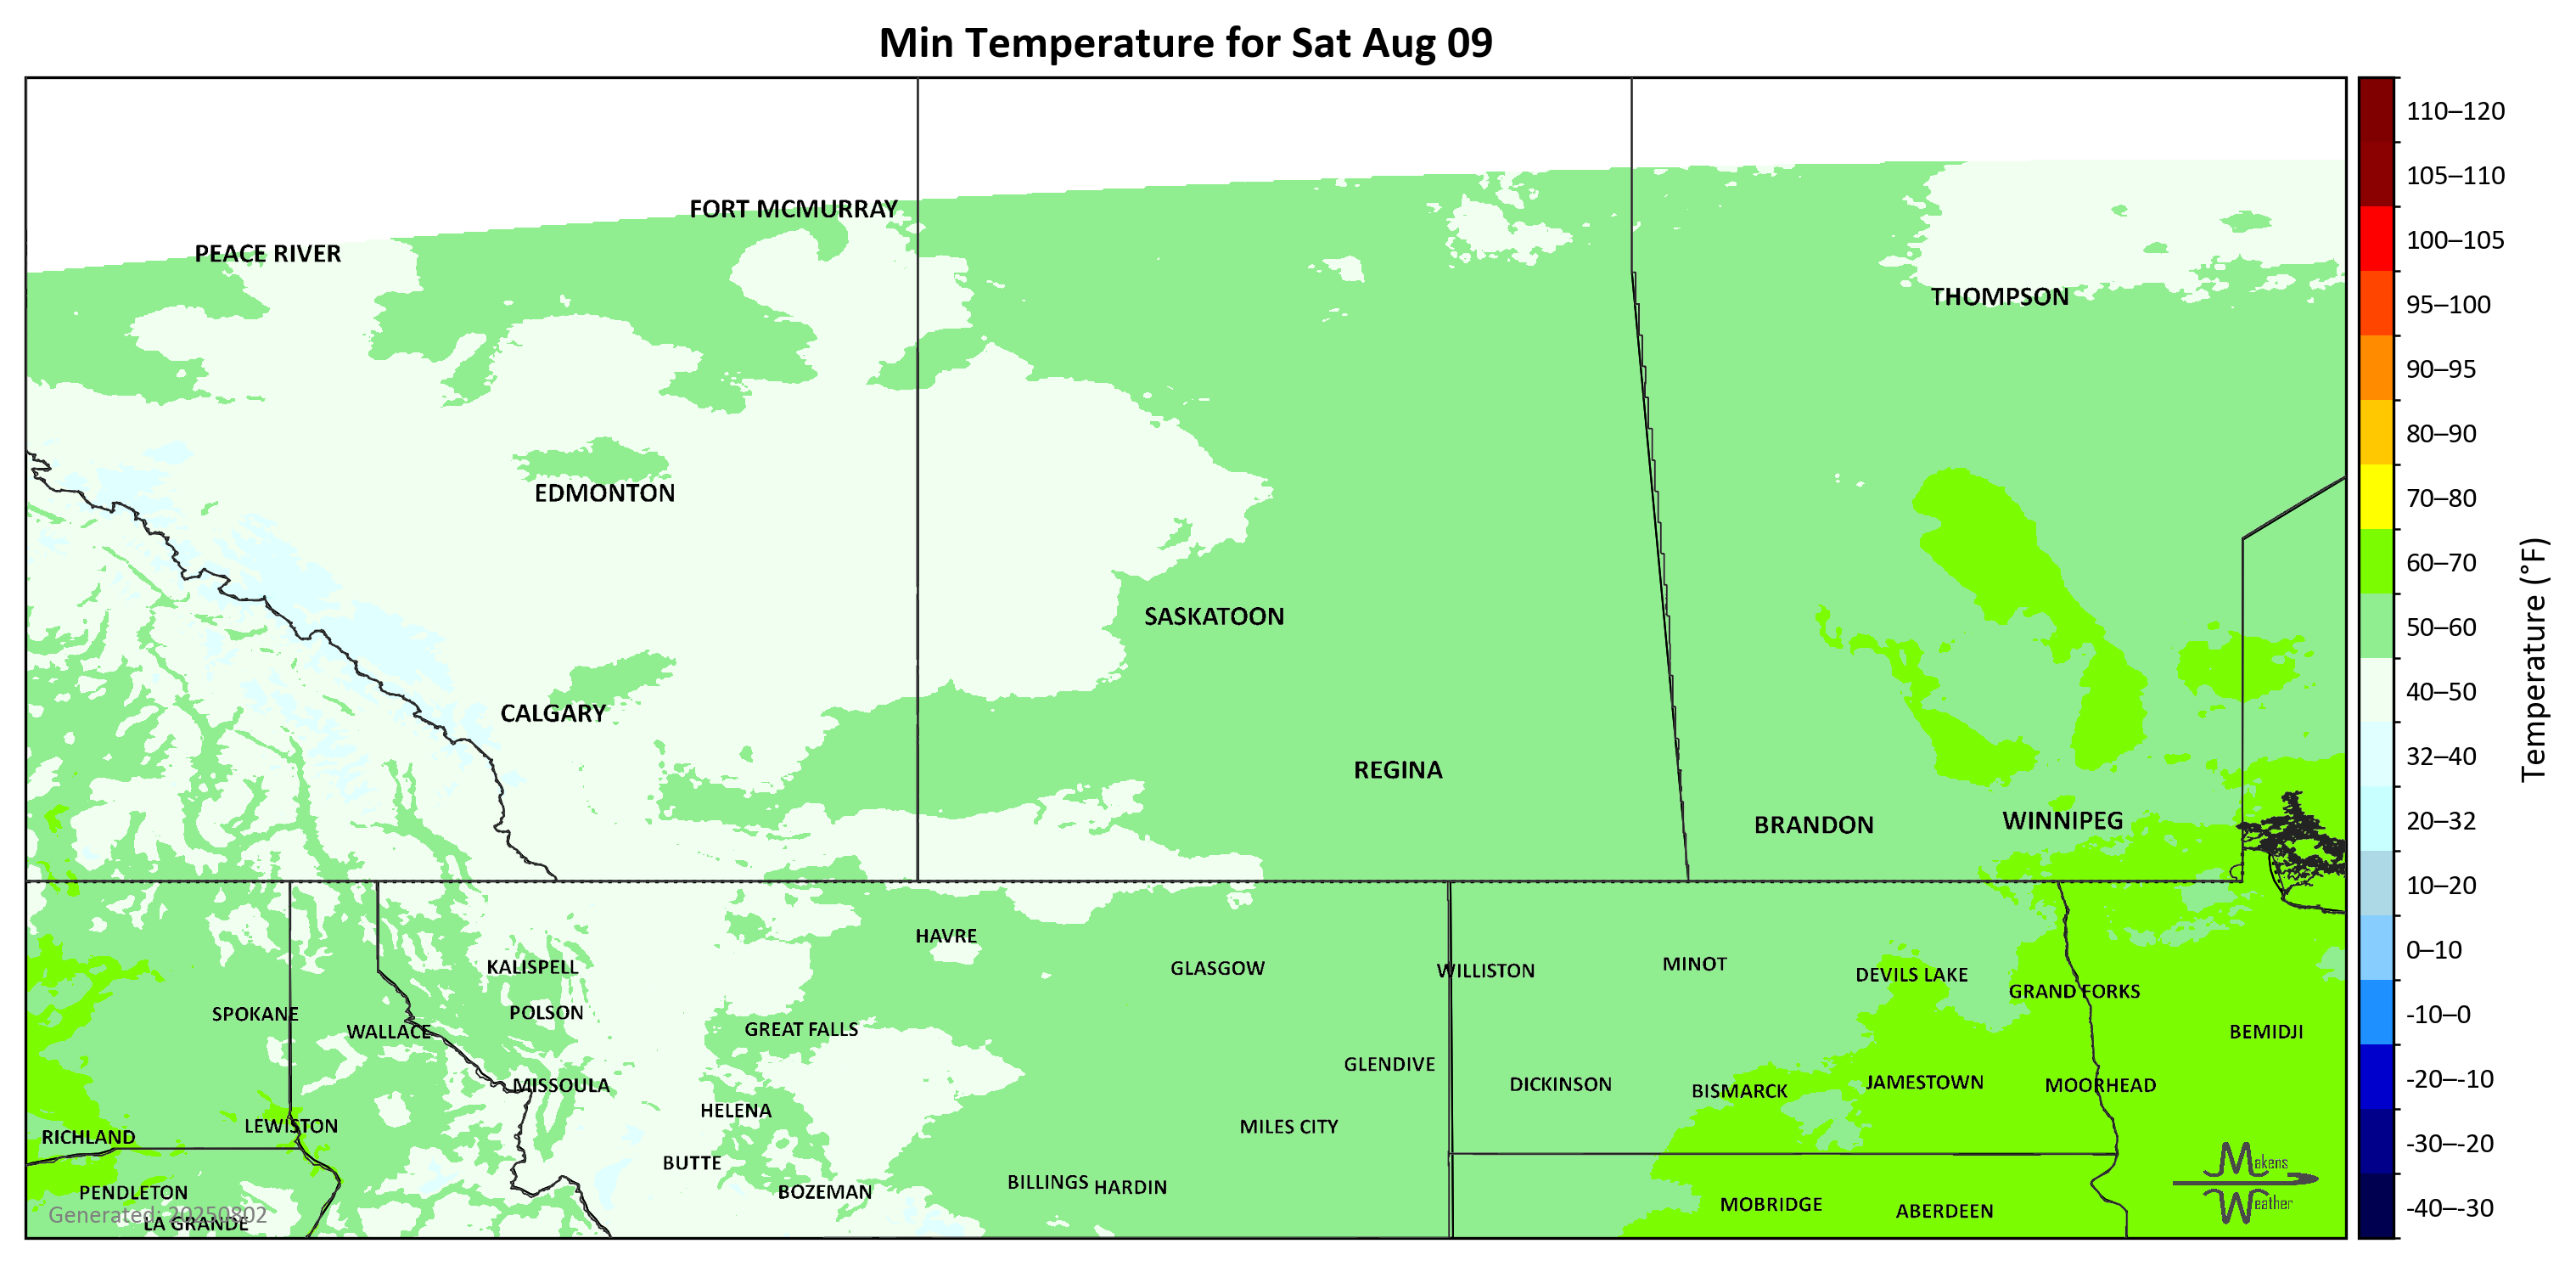 Min Temperature for Sat Aug 09
FORT MCMURRAY
PEACE RIVER
THOMPSON
EDMONTON
SASKATOON
CALGARY
REGINA
BRANDON
WINNIPEG
HAVRE
KALISPELL
GLASGOW
WILLISTON
MINOT
DEVILS LAKE
GRAND FORKS
SPOKANE
POLSON
WALLACE
GREAT FALLS
BEMIDJI
GLENDIVE
MISSOULA
DICKINSON
BISMARCK
JAMESTOWN
MOORHEAD
HELENA
LEWISTON
MILES CITY
RICHLAND
BUTTE
BILLINGS
HARDIN
PENDLETON
BOZEMAN
MOBRIDGE
ABERDEEN
Generated: 20250802
LA GRANDE
Makens
Weather
110–120
105–110
100–105
95–100
90–95
80–90
70–80
60–70
50–60
40–50
32–40
20–32
10–20
0–10
-10–0
-20–-10
-30–-20
-40–-30
Temperature (°F)